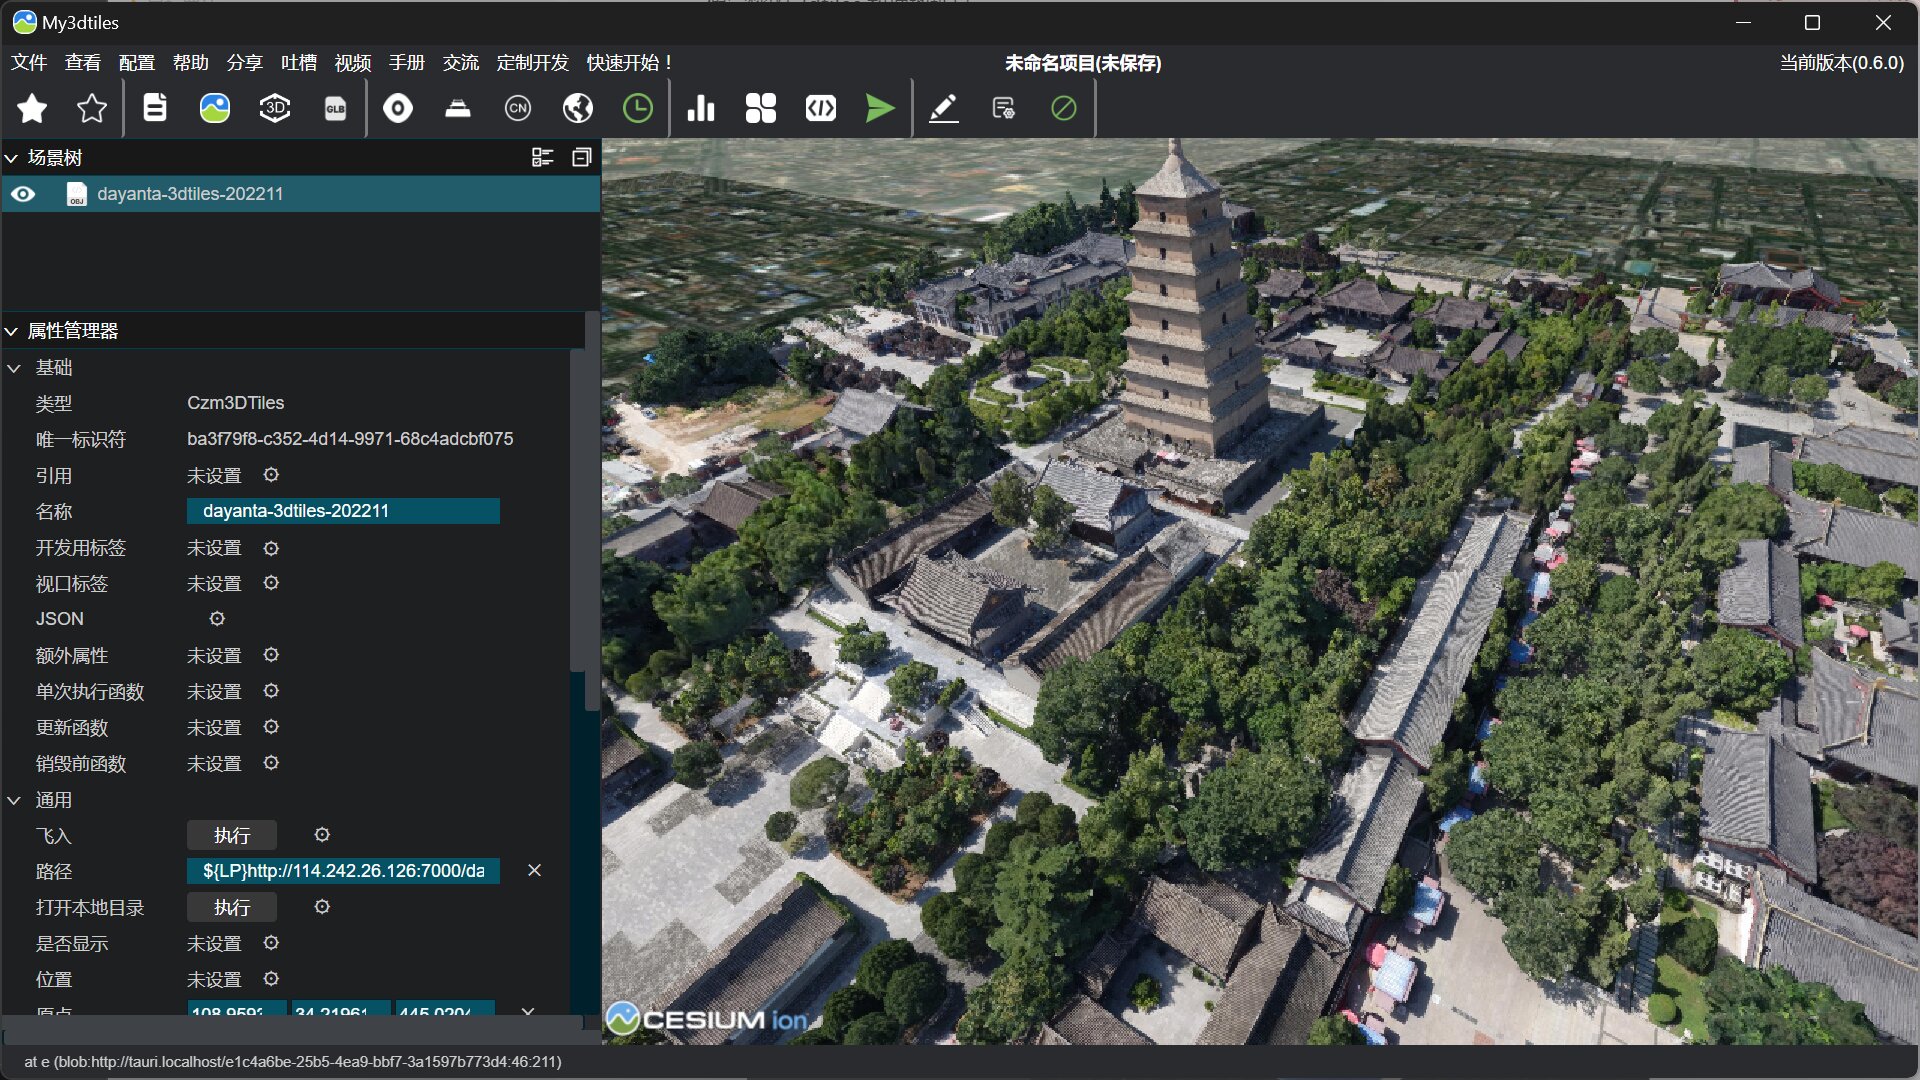 My3dtiles
文件 查看 配置 帮助 分享 吐槽 视频 手册 交流 定制开发 快速开始！ 未命名项目(未保存) 当前版本(0.6.0)
3D GLB CN
场景树
OBJ dayanta-3dtiles-202211
属性管理器
基础
类型 Czm3DTiles
唯一标识符 ba3f79f8-c352-4d14-9971-68c4adcbf075
引用 未设置
名称 dayanta-3dtiles-202211
开发用标签 未设置
视口标签 未设置
JSON
额外属性 未设置
单次执行函数 未设置
更新函数 未设置
销毁前函数 未设置
通用
飞入 执行
路径 ${LP}http://114.242.26.126:7000/da
打开本地目录 执行
是否显示 未设置
位置 未设置
原点
CESIUM ion
at e (blob:http://tauri.localhost/e1c4a6be-25b5-4ea9-bbf7-3a1597b773d4:46:211)